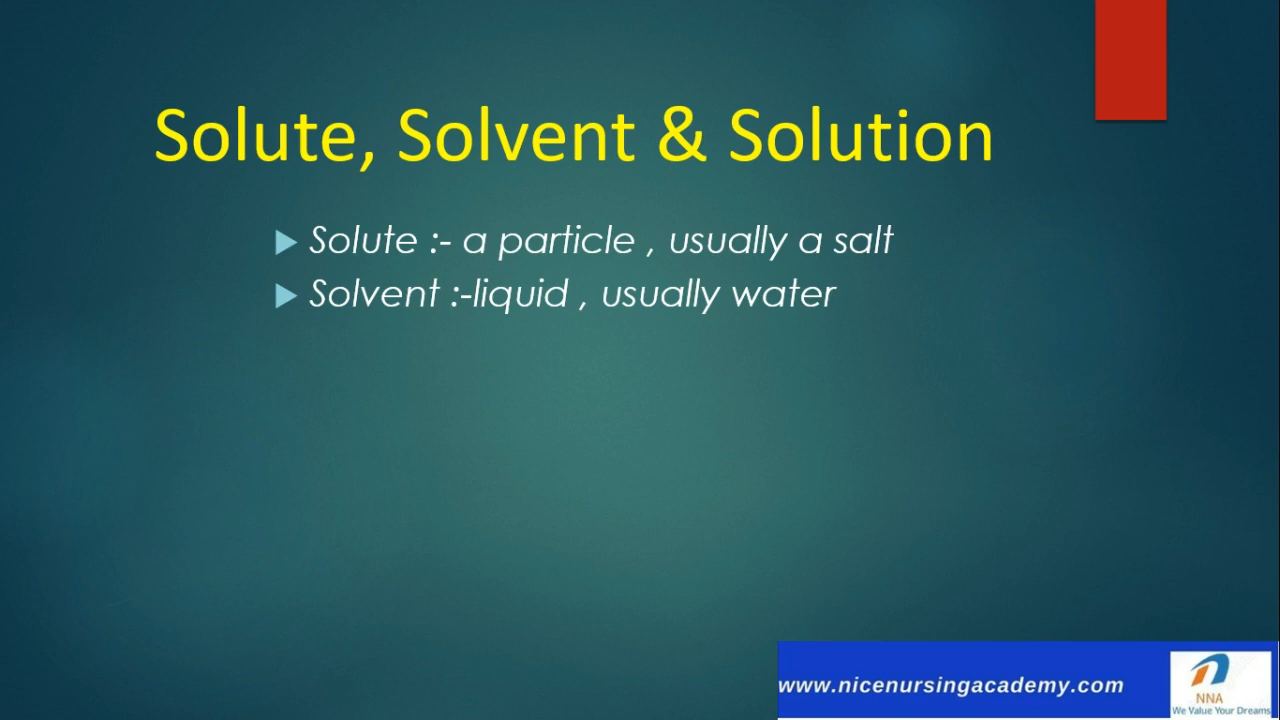 Solute, Solvent & Solution
Solute :- a particle , usually a salt
Solvent :-liquid , usually water
www.nicenursingacademy.com
NNA
We Value Your Dreams